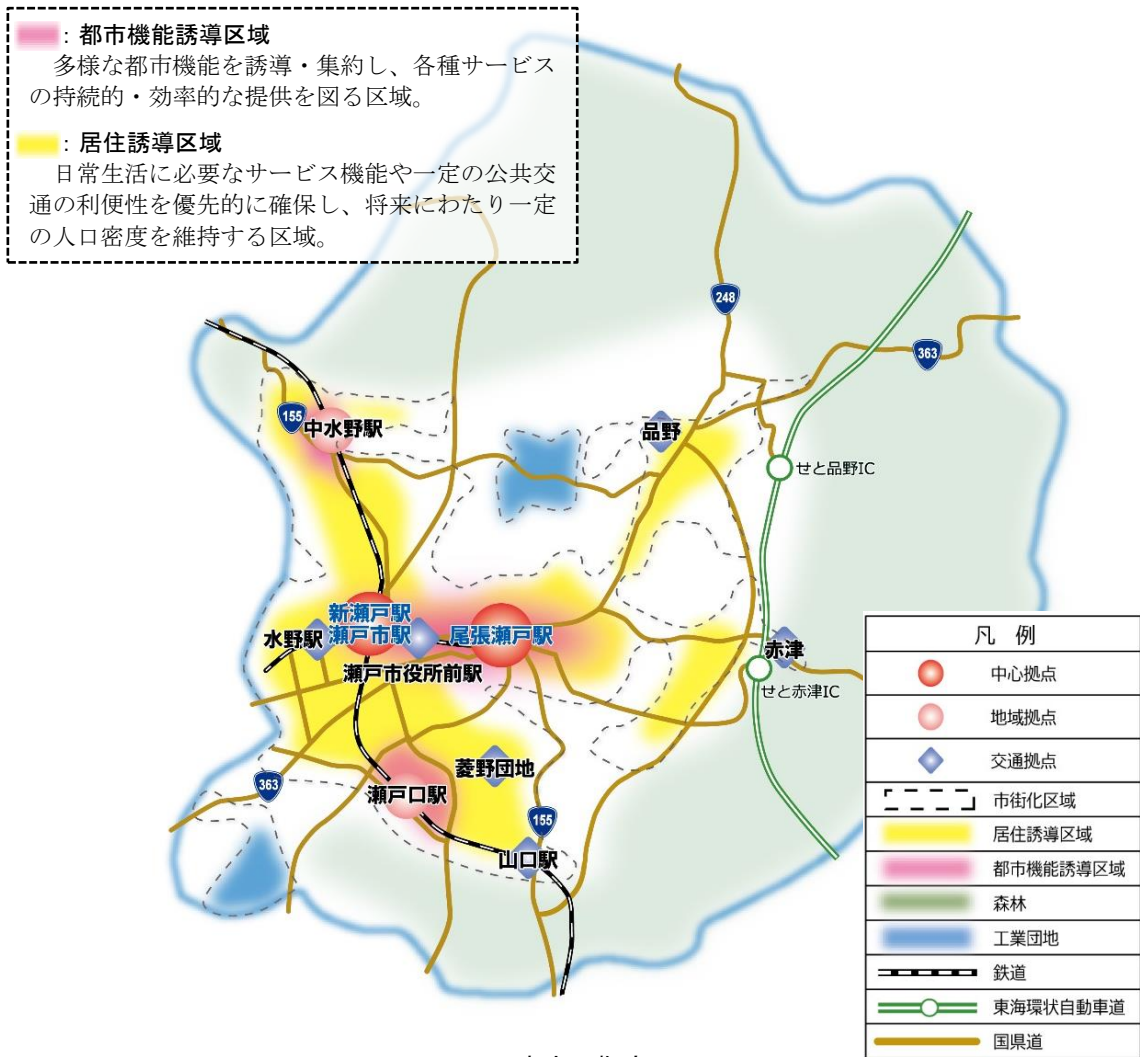 ：都市機能誘導区域
多様な都市機能を誘導・集約し、各種サービス
の持続的・効率的な提供を図る区域。
：居住誘導区域
日常生活に必要なサービス機能や一定の公共交
通の利便性を優先的に確保し、将来にわたり一定
の人口密度を維持する区域。
248
363
155
中水野駅
品野
せと品野IC
新瀬戸駅
瀬戸市駅
尾張瀬戸駅
水野駅
瀬戸市役所前駅
赤津
せと赤津IC
菱野団地
363
瀬戸口駅
155
山口駅
凡 例
中心拠点
地域拠点
交通拠点
市街化区域
居住誘導区域
都市機能誘導区域
森林
工業団地
鉄道
東海環状自動車道
国県道